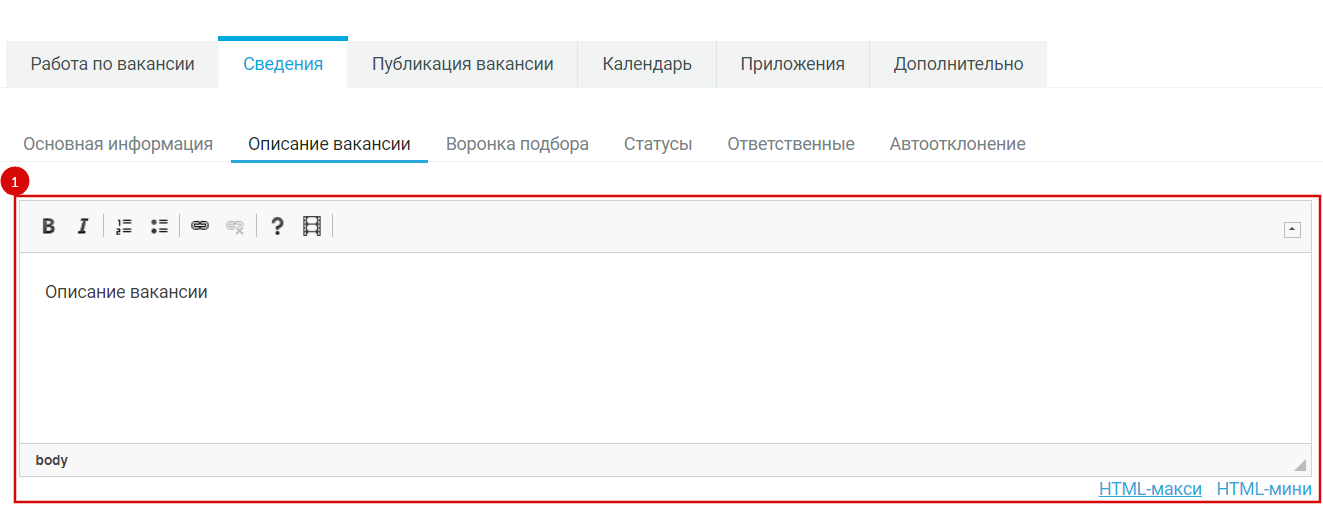 Работа по вакансии Сведения Публикация вакансии Календарь Приложения Дополнительно
Основная информация Описание вакансии Воронка подбора Статусы Ответственные Автоотклонение
1
B I ?
Описание вакансии
body
HTML-макси HTML-мини